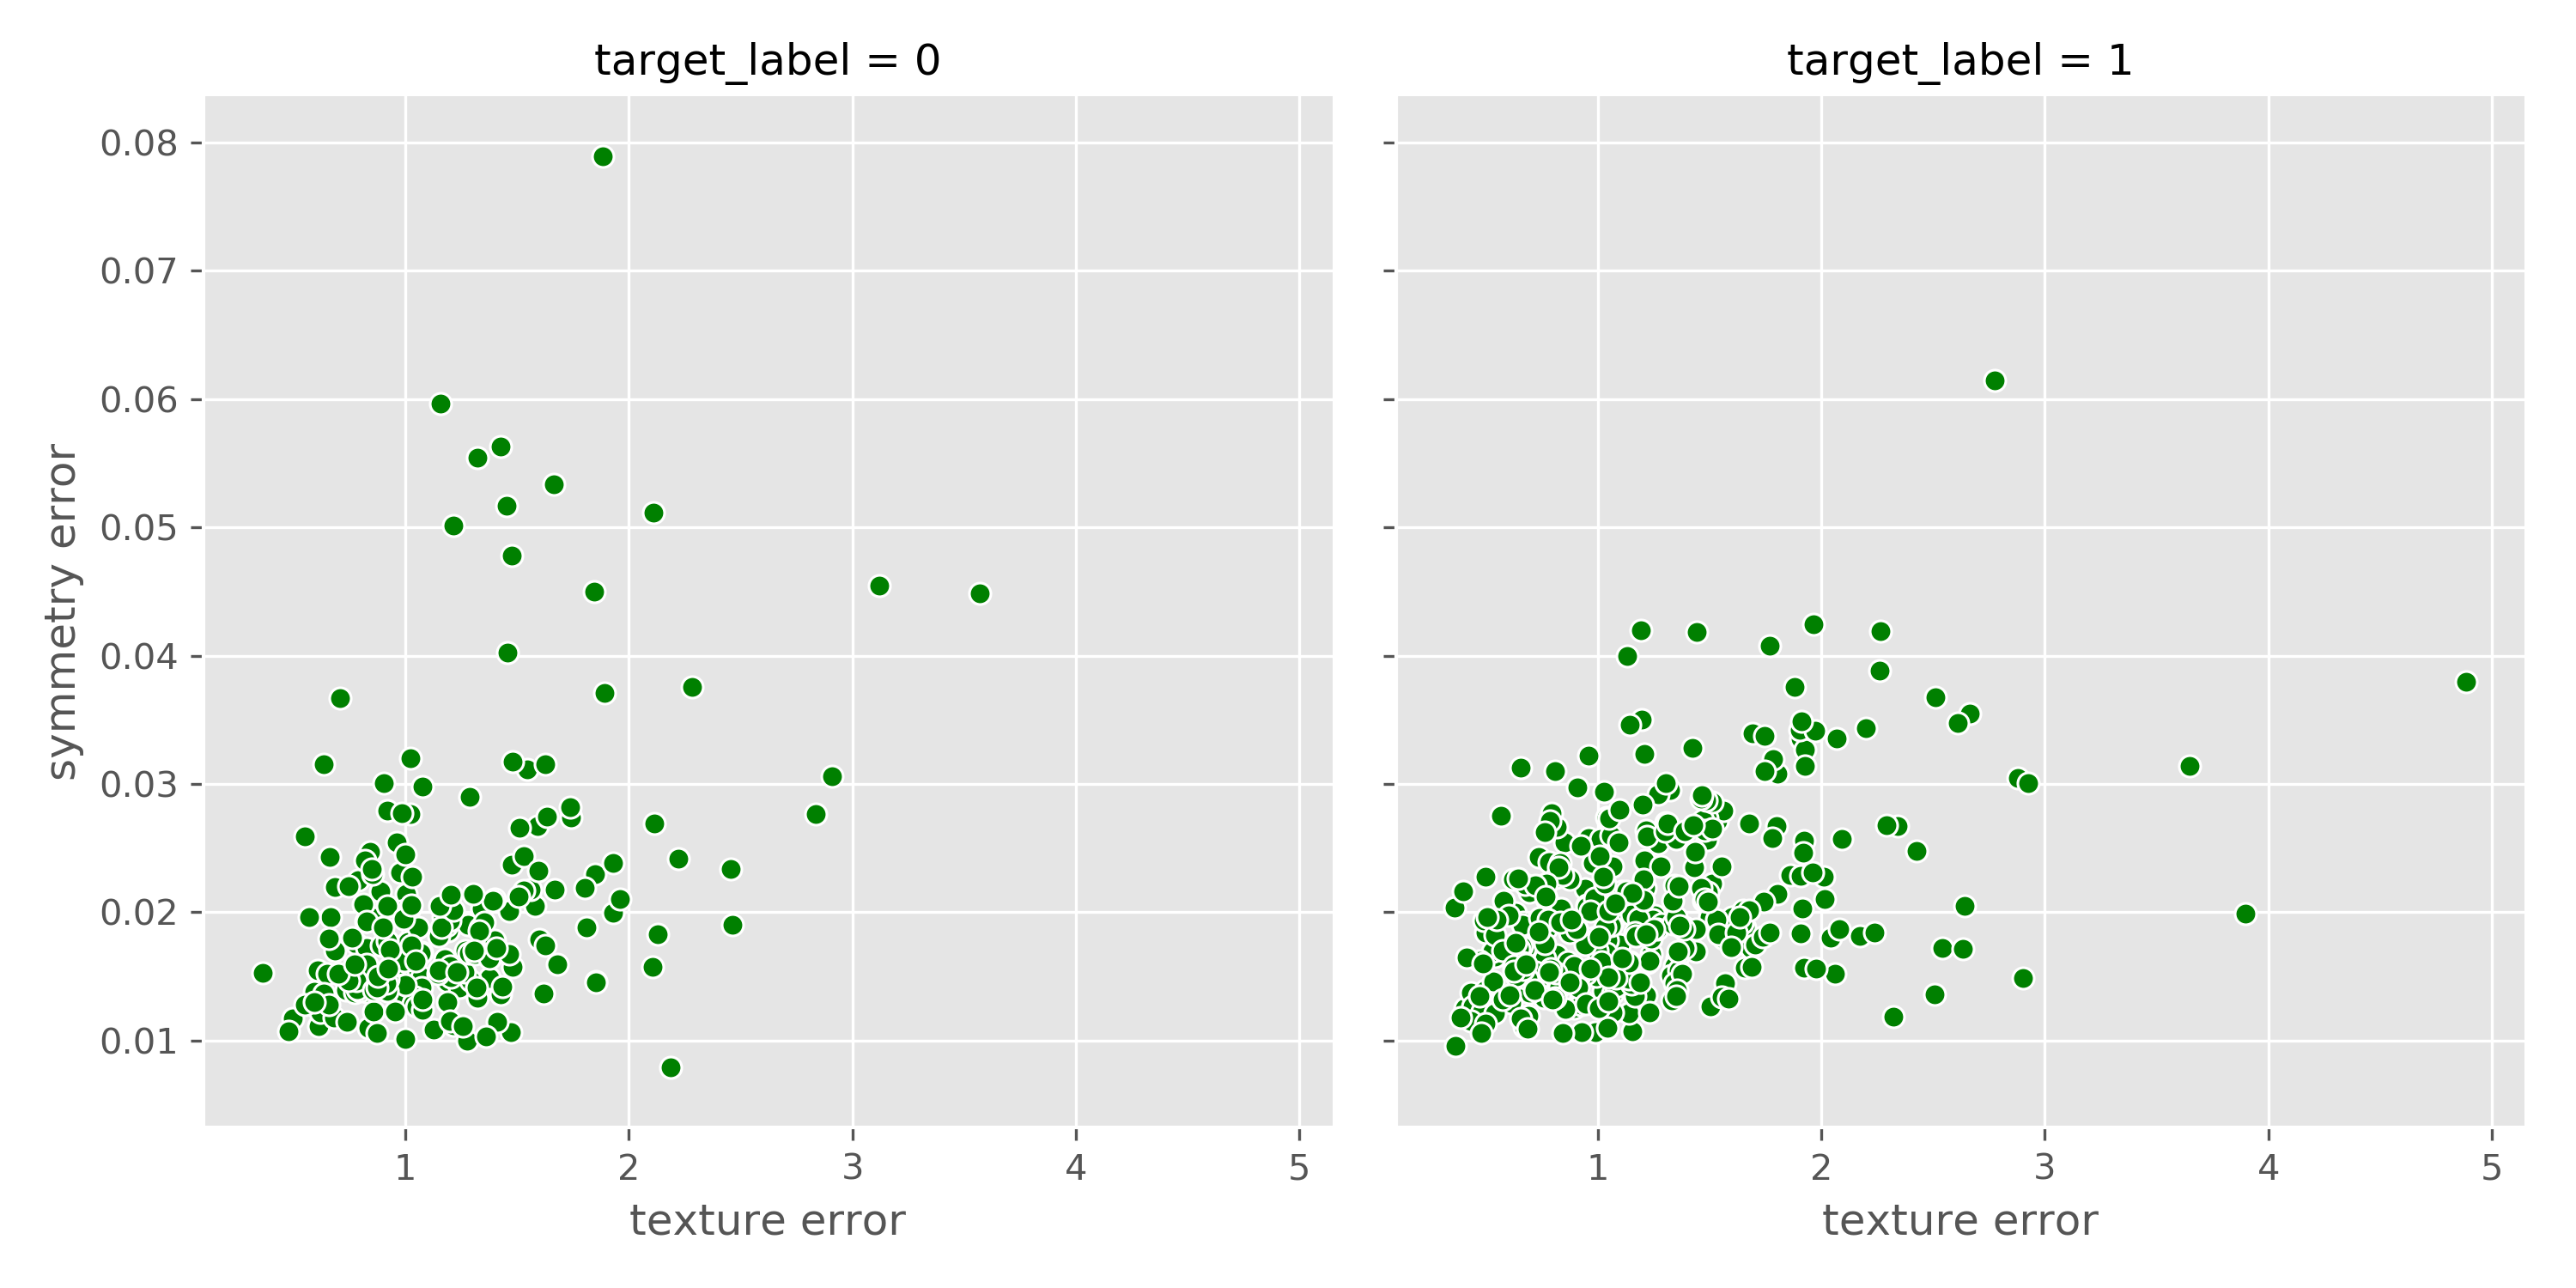 target_label = 0
target_label = 1
0.08
0.07
0.06
0.05
0.04
0.03
0.02
0.01
symmetry error
1 2 3 4 5
1 2 3 4 5
texture error
texture error